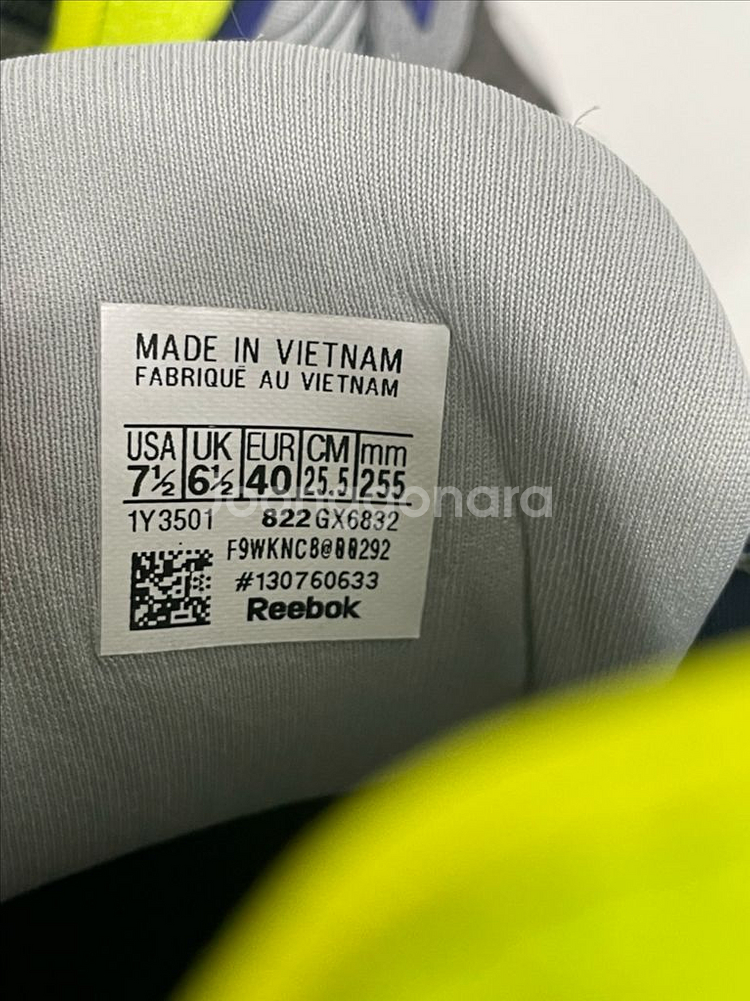 MADE IN VIETNAM
FABRIQUÉ AU VIETNAM
USA UK EUR CM mm
7½ 6½ 40 25.5 255
1Y3501 822 GX6832
F9WKNC8@00292
#130760633
Reebok
Joongonara